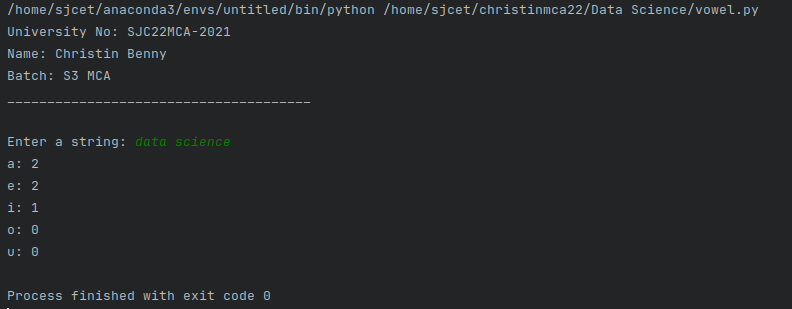 /home/sjcet/anaconda3/envs/untitled/bin/python /home/sjcet/christinmca22/Data Science/vowel.py
University No: SJC22MCA-2021
Name: Christin Benny
Batch: S3 MCA
--------------------------------------
Enter a string: data science
a: 2
e: 2
i: 1
o: 0
u: 0
Process finished with exit code 0